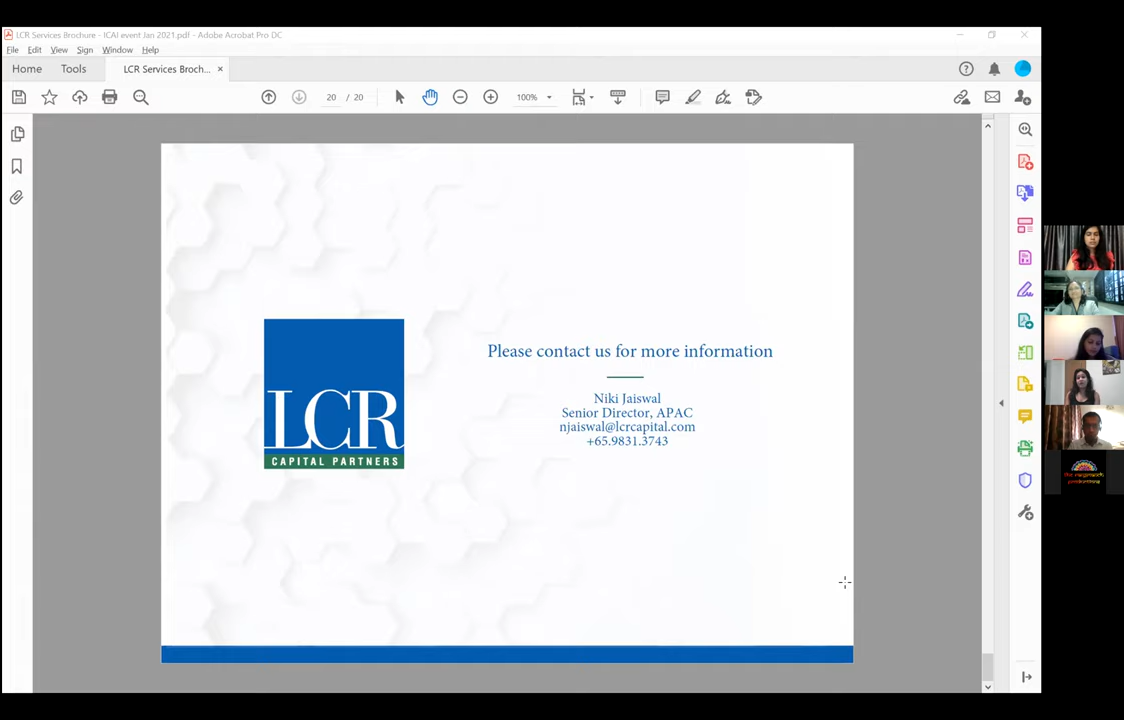 LCR Services Brochure - ICAI event Jan 2021.pdf - Adobe Acrobat Pro DC
File Edit View Sign Window Help
Home Tools LCR Services Broch... ×
20 / 20 100%
Please contact us for more information
Niki Jaiswal
Senior Director, APAC
njaiswal@lcrcapital.com
+65.9831.3743
LCR
CAPITAL PARTNERS